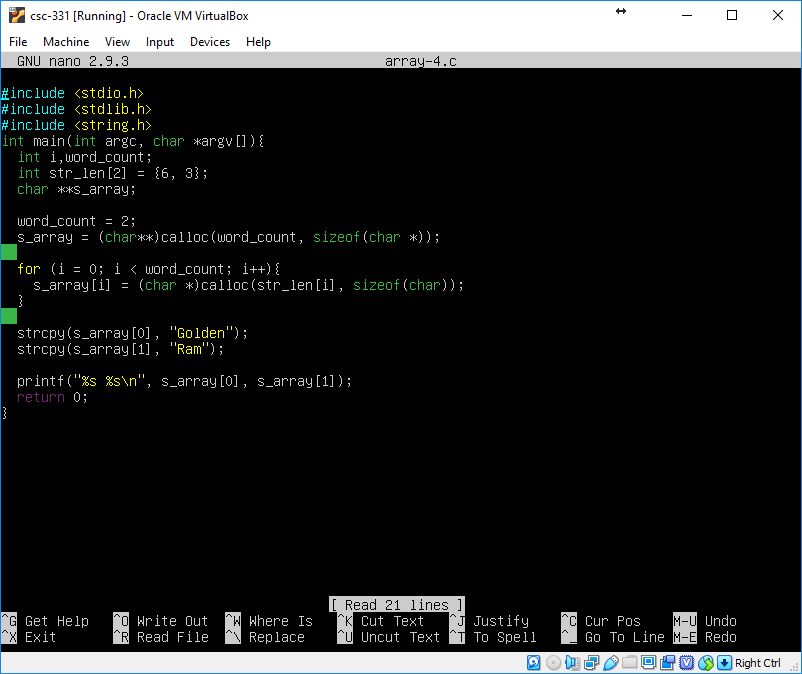 csc-331 [Running] - Oracle VM VirtualBox
File Machine View Input Devices Help
GNU nano 2.9.3 array-4.c
#include <stdio.h>
#include <stdlib.h>
#include <string.h>
int main(int argc, char *argv[]){
  int i,word_count;
  int str_len[2] = {6, 3};
  char **s_array;
  word_count = 2;
  s_array = (char**)calloc(word_count, sizeof(char *));
  for (i = 0; i < word_count; i++){
    s_array[i] = (char *)calloc(str_len[i], sizeof(char));
  }
  strcpy(s_array[0], "Golden");
  strcpy(s_array[1], "Ram");
  printf("%s %s\n", s_array[0], s_array[1]);
  return 0;
}
[ Read 21 lines ]
^G Get Help ^O Write Out ^W Where Is ^K Cut Text ^J Justify ^C Cur Pos M-U Undo
^X Exit ^R Read File ^\ Replace ^U Uncut Text ^T To Spell ^_ Go To Line M-E Redo
Right Ctrl